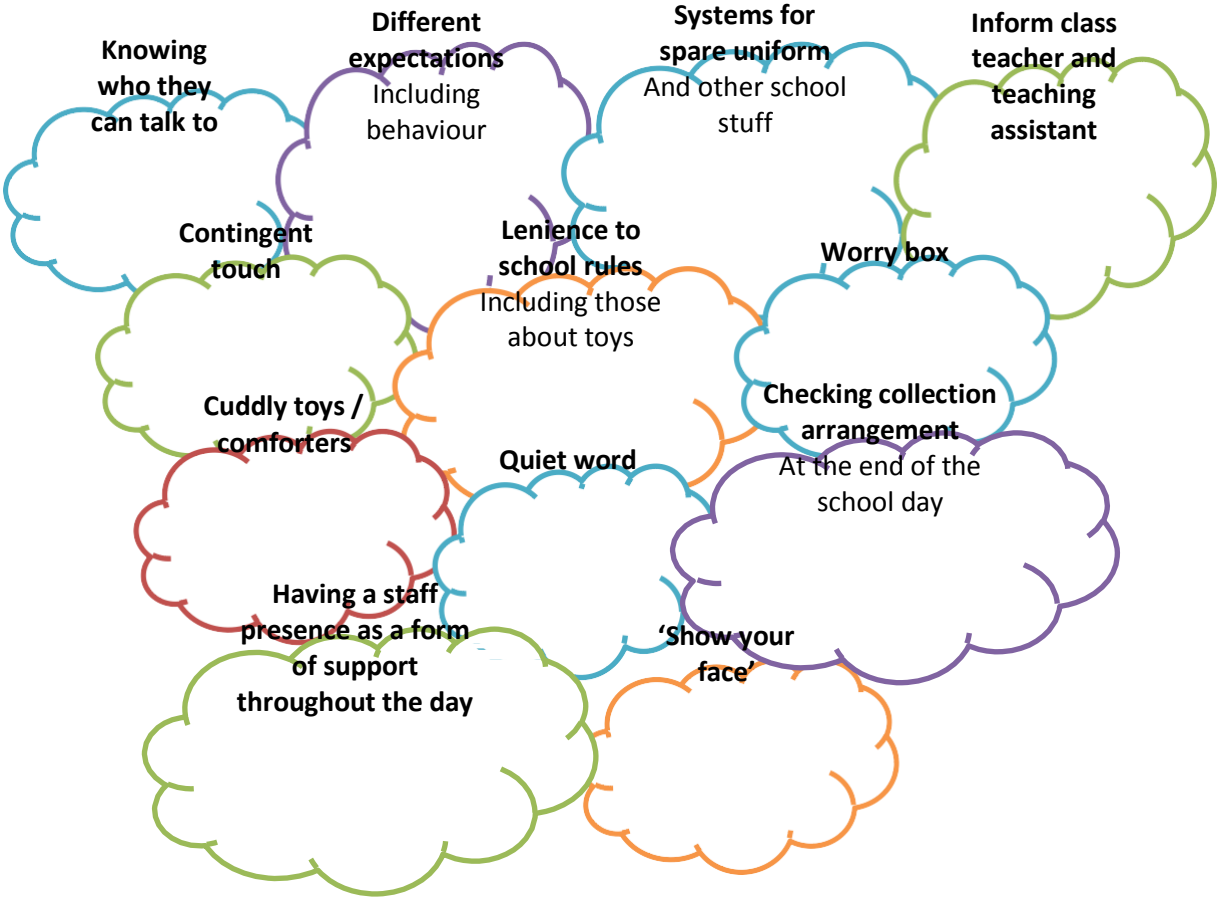 Knowing
who they
can talk to
Different
expectations
Including
behaviour
Systems for
spare uniform
And other school
stuff
Inform class
teacher and
teaching
assistant
Contingent
touch
Lenience to
school rules
Including those
about toys
Worry box
Cuddly toys /
comforters
Quiet word
Checking collection
arrangement
At the end of the
school day
Having a staff
presence as a form
of support
throughout the day
‘Show your
face’